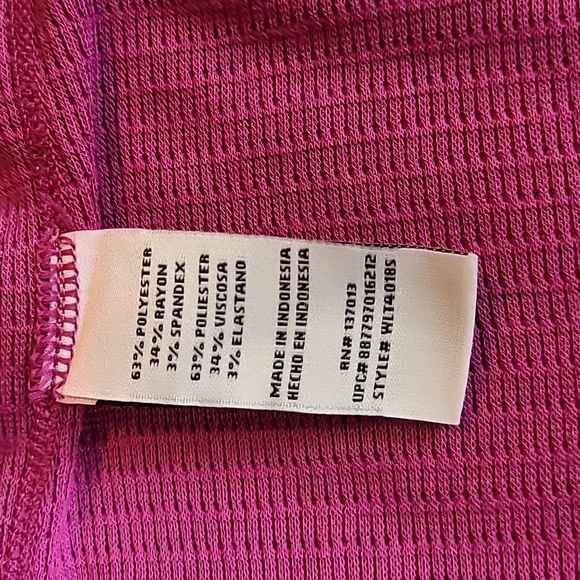 63% POLYESTER
34% RAYON
3% SPANDEX
63% POLIESTER
34% VISCOSA
3% ELASTANO
MADE IN INDONESIA
HECHO EN INDONESIA
RN# 137013
UPC# 887797016212
STYLE# WLT40185